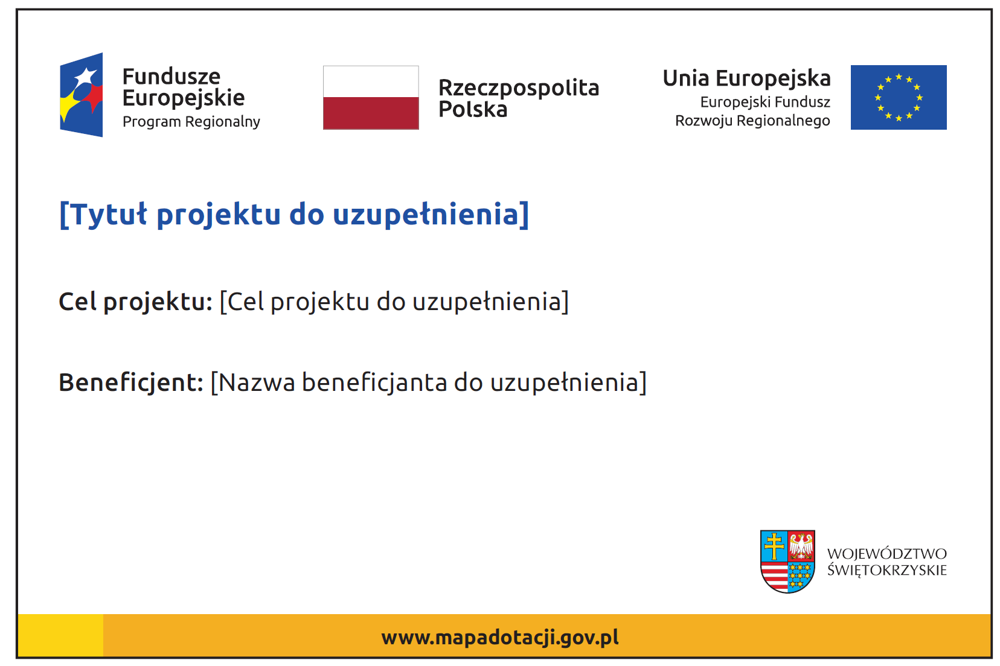 Fundusze
Europejskie
Program Regionalny
Rzeczpospolita
Polska
Unia Europejska
Europejski Fundusz
Rozwoju Regionalnego
[Tytuł projektu do uzupełnienia]
Cel projektu: [Cel projektu do uzupełnienia]
Beneficjent: [Nazwa beneficjanta do uzupełnienia]
WOJEWÓDZTWO
ŚWIĘTOKRZYSKIE
www.mapadotacji.gov.pl